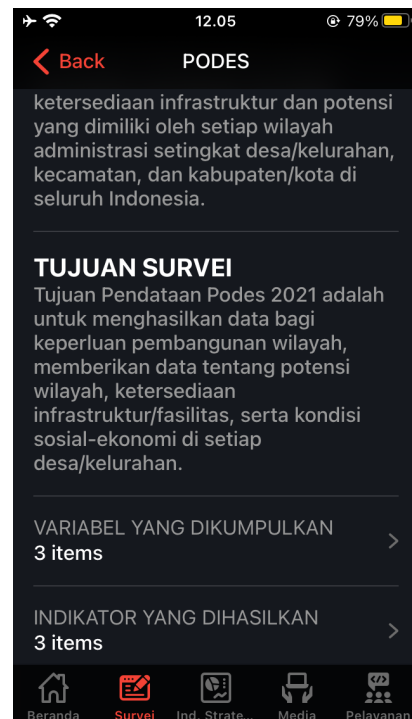 12.05
79%
Back
PODES
ketersediaan infrastruktur dan potensi
yang dimiliki oleh setiap wilayah
administrasi setingkat desa/kelurahan,
kecamatan, dan kabupaten/kota di
seluruh Indonesia.
TUJUAN SURVEI
Tujuan Pendataan Podes 2021 adalah
untuk menghasilkan data bagi
keperluan pembangunan wilayah,
memberikan data tentang potensi
wilayah, ketersediaan
infrastruktur/fasilitas, serta kondisi
sosial-ekonomi di setiap
desa/kelurahan.
VARIABEL YANG DIKUMPULKAN
3 items
INDIKATOR YANG DIHASILKAN
3 items
Beranda
Survei
Ind. Strate...
Media
Pelayanan